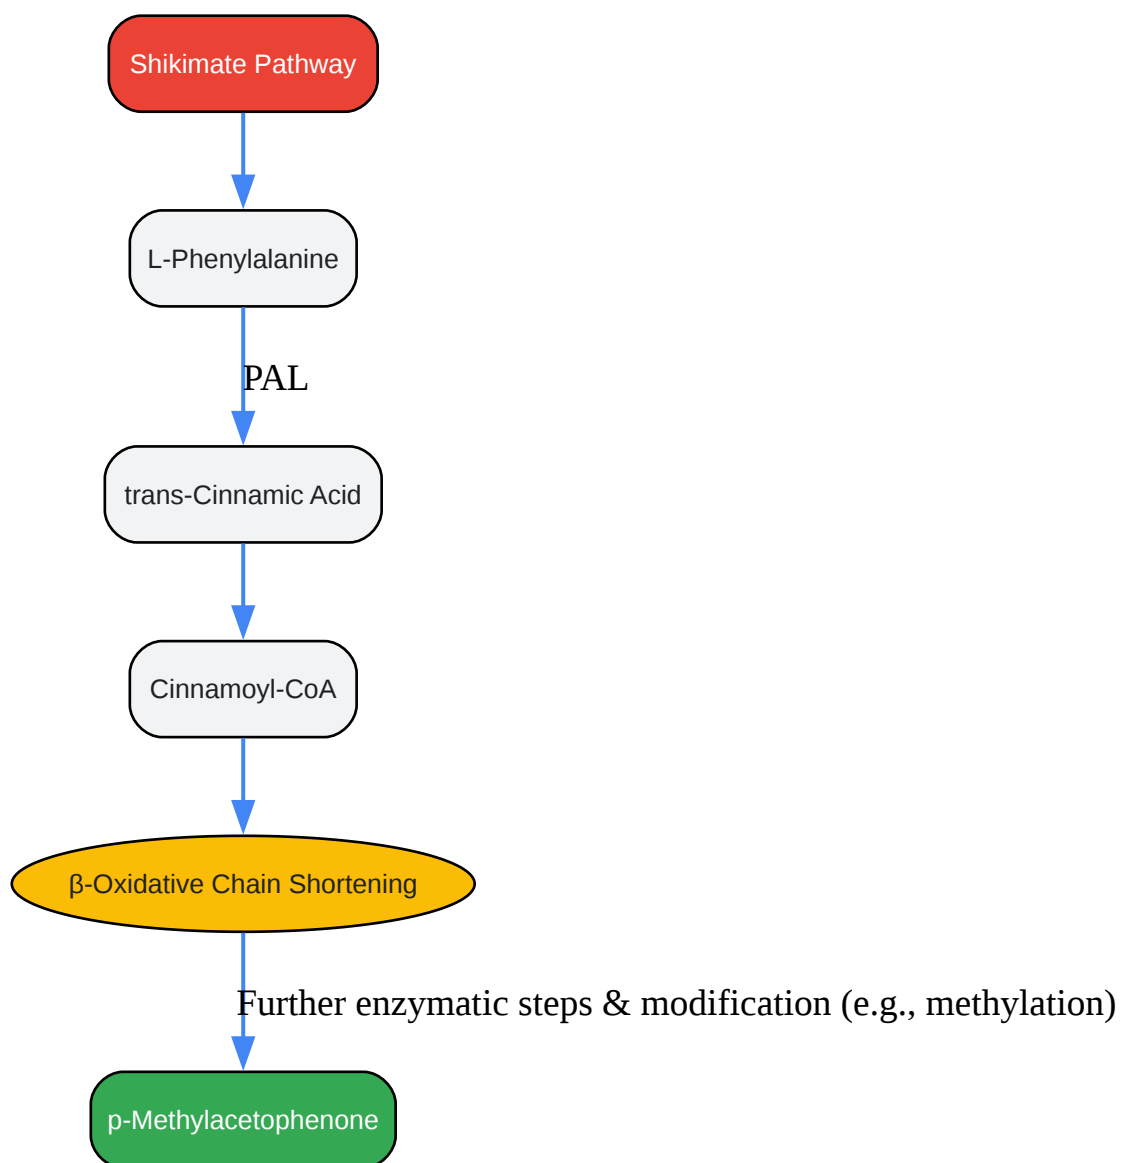 Shikimate Pathway
L-Phenylalanine
PAL
trans-Cinnamic Acid
Cinnamoyl-CoA
β-Oxidative Chain Shortening
Further enzymatic steps & modification (e.g., methylation)
p-Methylacetophenone